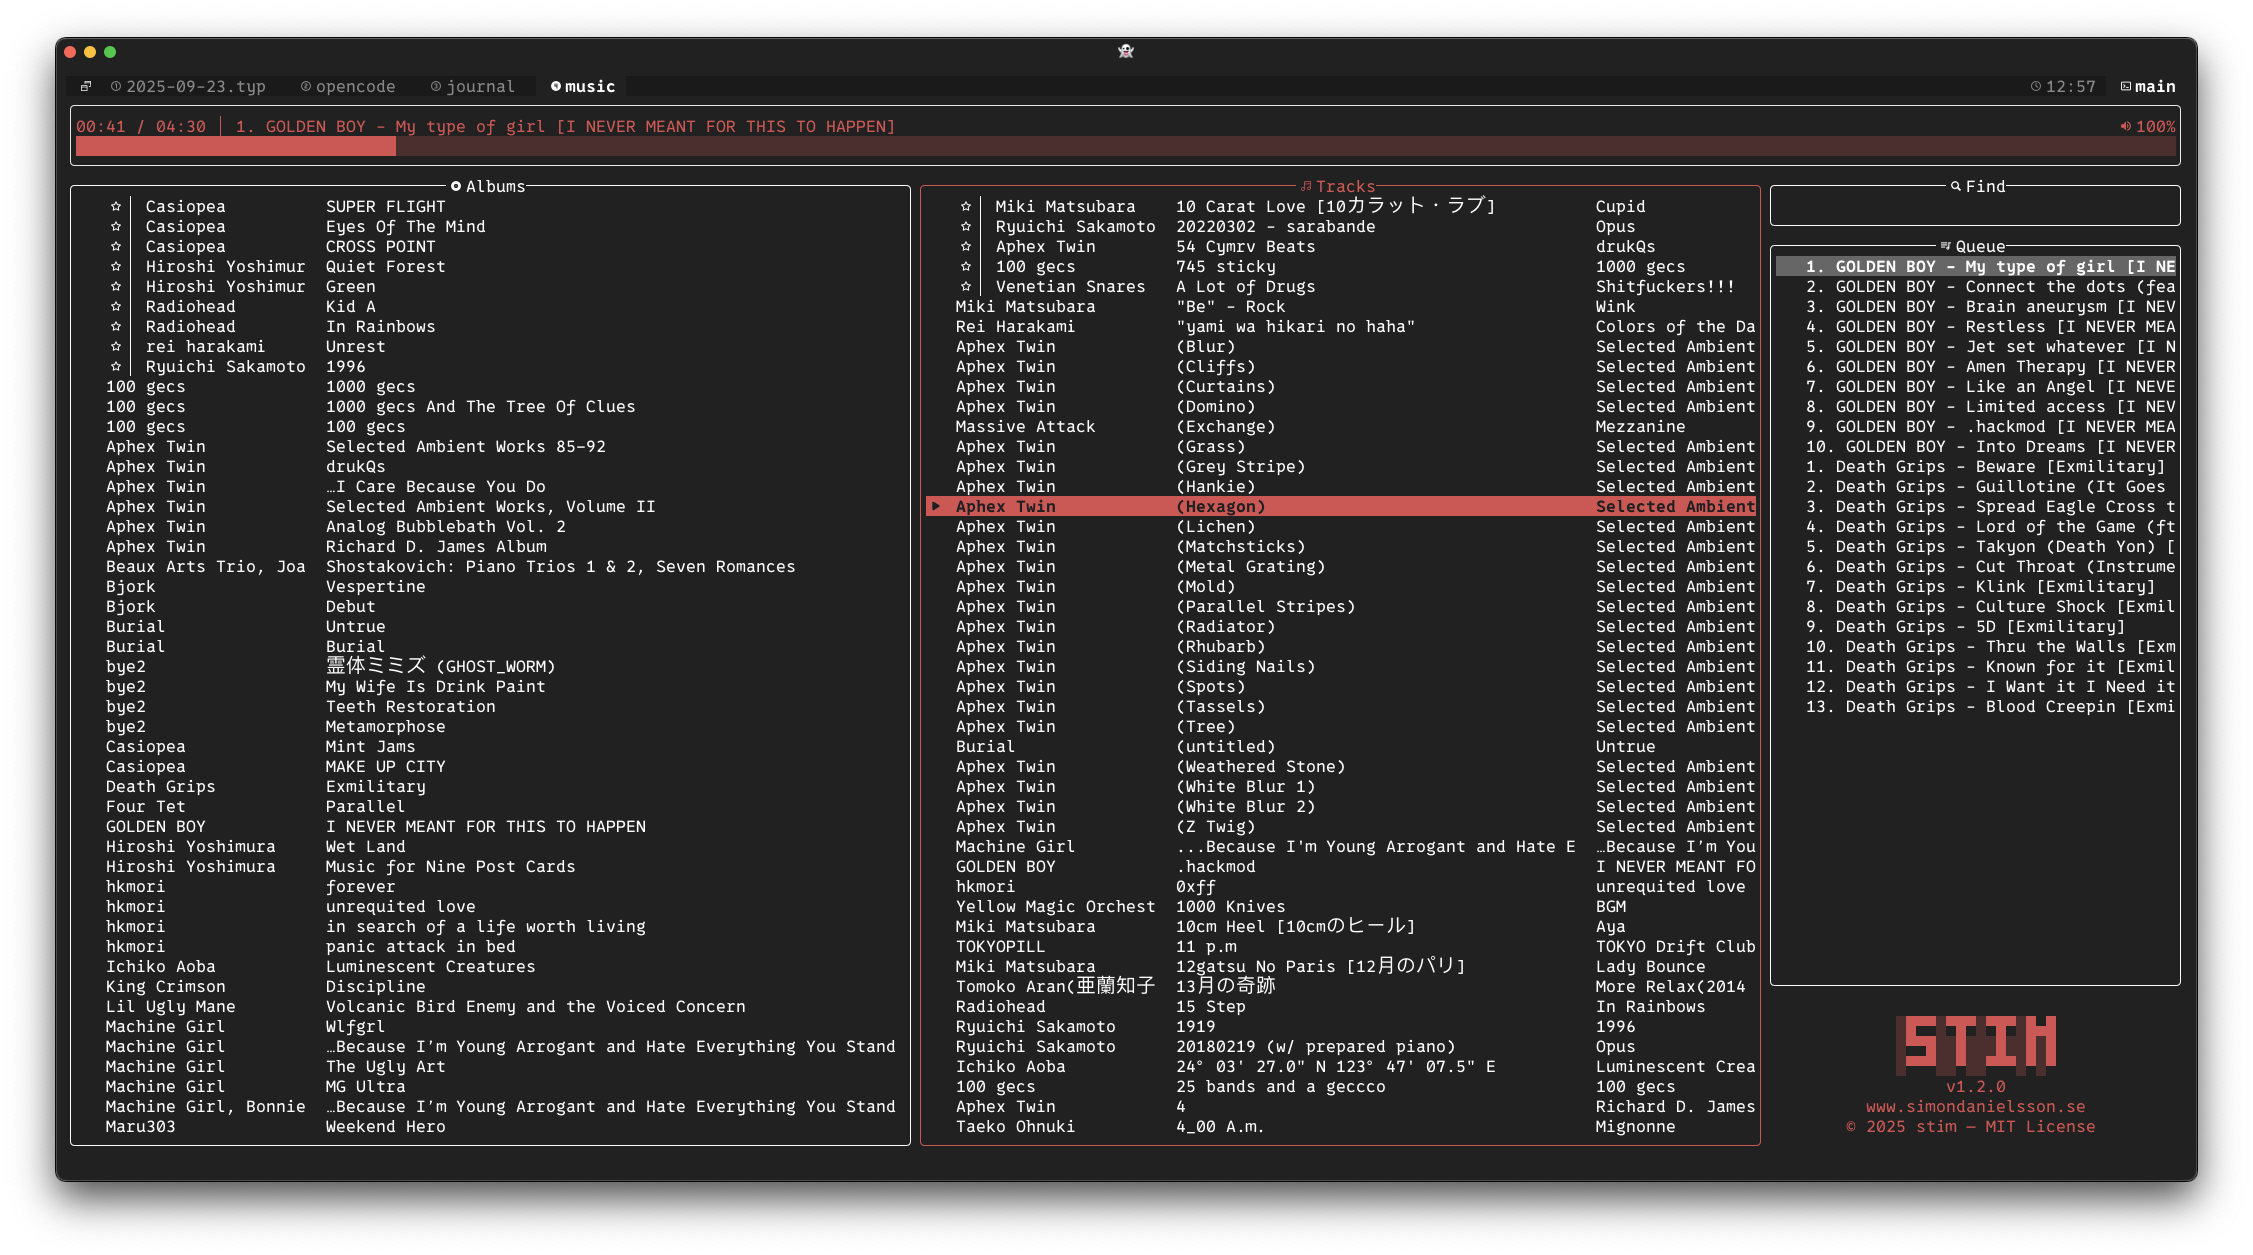 2025-09-23.typ opencode journal music 12:57 main
00:41 / 04:30 | 1. GOLDEN BOY - My type of girl [I NEVER MEANT FOR THIS TO HAPPEN] 100%
Albums
☆ Casiopea SUPER FLIGHT
☆ Casiopea Eyes Of The Mind
☆ Casiopea CROSS POINT
☆ Hiroshi Yoshimur Quiet Forest
☆ Hiroshi Yoshimur Green
☆ Radiohead Kid A
☆ Radiohead In Rainbows
☆ rei harakami Unrest
☆ Ryuichi Sakamoto 1996
100 gecs 1000 gecs
100 gecs 1000 gecs And The Tree Of Clues
100 gecs 100 gecs
Aphex Twin Selected Ambient Works 85-92
Aphex Twin drukQs
Aphex Twin …I Care Because You Do
Aphex Twin Selected Ambient Works, Volume II
Aphex Twin Analog Bubblebath Vol. 2
Aphex Twin Richard D. James Album
Beaux Arts Trio, Joa Shostakovich: Piano Trios 1 & 2, Seven Romances
Bjork Vespertine
Bjork Debut
Burial Untrue
Burial Burial
bye2 霊体ミミズ (GHOST_WORM)
bye2 My Wife Is Drink Paint
bye2 Teeth Restoration
bye2 Metamorphose
Casiopea Mint Jams
Casiopea MAKE UP CITY
Death Grips Exmilitary
Four Tet Parallel
GOLDEN BOY I NEVER MEANT FOR THIS TO HAPPEN
Hiroshi Yoshimura Wet Land
Hiroshi Yoshimura Music for Nine Post Cards
hkmori forever
hkmori unrequited love
hkmori in search of a life worth living
hkmori panic attack in bed
Ichiko Aoba Luminescent Creatures
King Crimson Discipline
Lil Ugly Mane Volcanic Bird Enemy and the Voiced Concern
Machine Girl Wlfgrl
Machine Girl …Because I’m Young Arrogant and Hate Everything You Stand
Machine Girl The Ugly Art
Machine Girl MG Ultra
Machine Girl, Bonnie …Because I’m Young Arrogant and Hate Everything You Stand
Maru303 Weekend Hero
Tracks
☆ Miki Matsubara 10 Carat Love [10カラット・ラブ] Cupid
☆ Ryuichi Sakamoto 20220302 - sarabande Opus
☆ Aphex Twin 54 Cymrv Beats drukQs
☆ 100 gecs 745 sticky 1000 gecs
☆ Venetian Snares A Lot of Drugs Shitfuckers!!!
Miki Matsubara "Be" - Rock Wink
Rei Harakami "yami wa hikari no haha" Colors of the Da
Aphex Twin (Blur) Selected Ambient
Aphex Twin (Cliffs) Selected Ambient
Aphex Twin (Curtains) Selected Ambient
Aphex Twin (Domino) Selected Ambient
Massive Attack (Exchange) Mezzanine
Aphex Twin (Grass) Selected Ambient
Aphex Twin (Grey Stripe) Selected Ambient
Aphex Twin (Hankie) Selected Ambient
Aphex Twin (Hexagon) Selected Ambient
Aphex Twin (Lichen) Selected Ambient
Aphex Twin (Matchsticks) Selected Ambient
Aphex Twin (Metal Grating) Selected Ambient
Aphex Twin (Mold) Selected Ambient
Aphex Twin (Parallel Stripes) Selected Ambient
Aphex Twin (Radiator) Selected Ambient
Aphex Twin (Rhubarb) Selected Ambient
Aphex Twin (Siding Nails) Selected Ambient
Aphex Twin (Spots) Selected Ambient
Aphex Twin (Tassels) Selected Ambient
Aphex Twin (Tree) Selected Ambient
Burial (untitled) Untrue
Aphex Twin (Weathered Stone) Selected Ambient
Aphex Twin (White Blur 1) Selected Ambient
Aphex Twin (White Blur 2) Selected Ambient
Aphex Twin (Z Twig) Selected Ambient
Machine Girl ...Because I'm Young Arrogant and Hate E …Because I’m You
GOLDEN BOY .hackmod I NEVER MEANT FO
hkmori 0xff unrequited love
Yellow Magic Orchest 1000 Knives BGM
Miki Matsubara 10cm Heel [10cmのヒール] Aya
TOKYOPILL 11 p.m TOKYO Drift Club
Miki Matsubara 12gatsu No Paris [12月のパリ] Lady Bounce
Tomoko Aran(亜蘭知子 13月の奇跡 More Relax(2014
Radiohead 15 Step In Rainbows
Ryuichi Sakamoto 1919 1996
Ryuichi Sakamoto 20180219 (w/ prepared piano) Opus
Ichiko Aoba 24° 03' 27.0" N 123° 47' 07.5" E Luminescent Crea
100 gecs 25 bands and a geccco 100 gecs
Aphex Twin 4 Richard D. James
Taeko Ohnuki 4_00 A.m. Mignonne
Find
Queue
1. GOLDEN BOY - My type of girl [I NE
2. GOLDEN BOY - Connect the dots (fea
3. GOLDEN BOY - Brain aneurysm [I NEV
4. GOLDEN BOY - Restless [I NEVER MEA
5. GOLDEN BOY - Jet set whatever [I N
6. GOLDEN BOY - Amen Therapy [I NEVER
7. GOLDEN BOY - Like an Angel [I NEVE
8. GOLDEN BOY - Limited access [I NEV
9. GOLDEN BOY - .hackmod [I NEVER MEA
10. GOLDEN BOY - Into Dreams [I NEVER
1. Death Grips - Beware [Exmilitary]
2. Death Grips - Guillotine (It Goes
3. Death Grips - Spread Eagle Cross t
4. Death Grips - Lord of the Game (ft
5. Death Grips - Takyon (Death Yon) [
6. Death Grips - Cut Throat (Instrume
7. Death Grips - Klink [Exmilitary]
8. Death Grips - Culture Shock [Exmil
9. Death Grips - 5D [Exmilitary]
10. Death Grips - Thru the Walls [Exm
11. Death Grips - Known for it [Exmil
12. Death Grips - I Want it I Need it
13. Death Grips - Blood Creepin [Exmi
STIM
v1.2.0
www.simondanielsson.se
© 2025 stim — MIT License